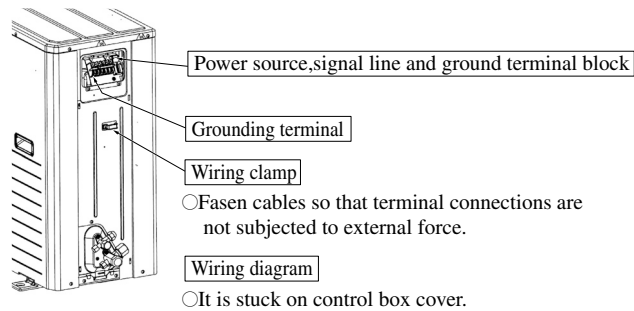 Power source,signal line and ground terminal block
Grounding terminal
Wiring clamp
○Fasen cables so that terminal connections are
not subjected to external force.
Wiring diagram
○It is stuck on control box cover.